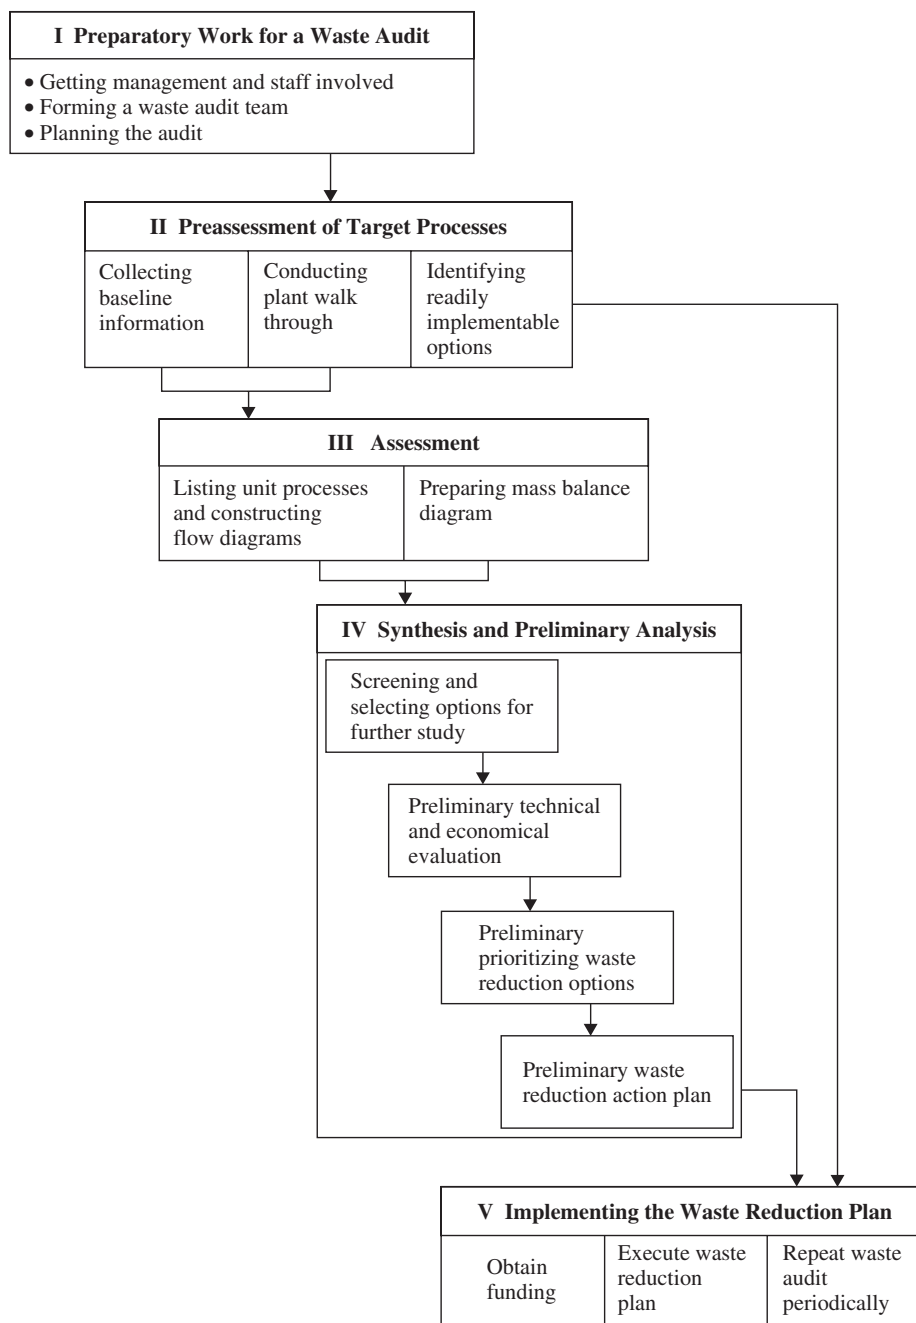 I Preparatory Work for a Waste Audit
• Getting management and staff involved
• Forming a waste audit team
• Planning the audit
II Preassessment of Target Processes
Collecting
baseline
information
Conducting
plant walk
through
Identifying
readily
implementable
options
III Assessment
Listing unit processes
and constructing
flow diagrams
Preparing mass balance
diagram
IV Synthesis and Preliminary Analysis
Screening and
selecting options for
further study
Preliminary technical
and economical
evaluation
Preliminary
prioritizing waste
reduction options
Preliminary waste
reduction action plan
V Implementing the Waste Reduction Plan
Obtain
funding
Execute waste
reduction
plan
Repeat waste
audit
periodically